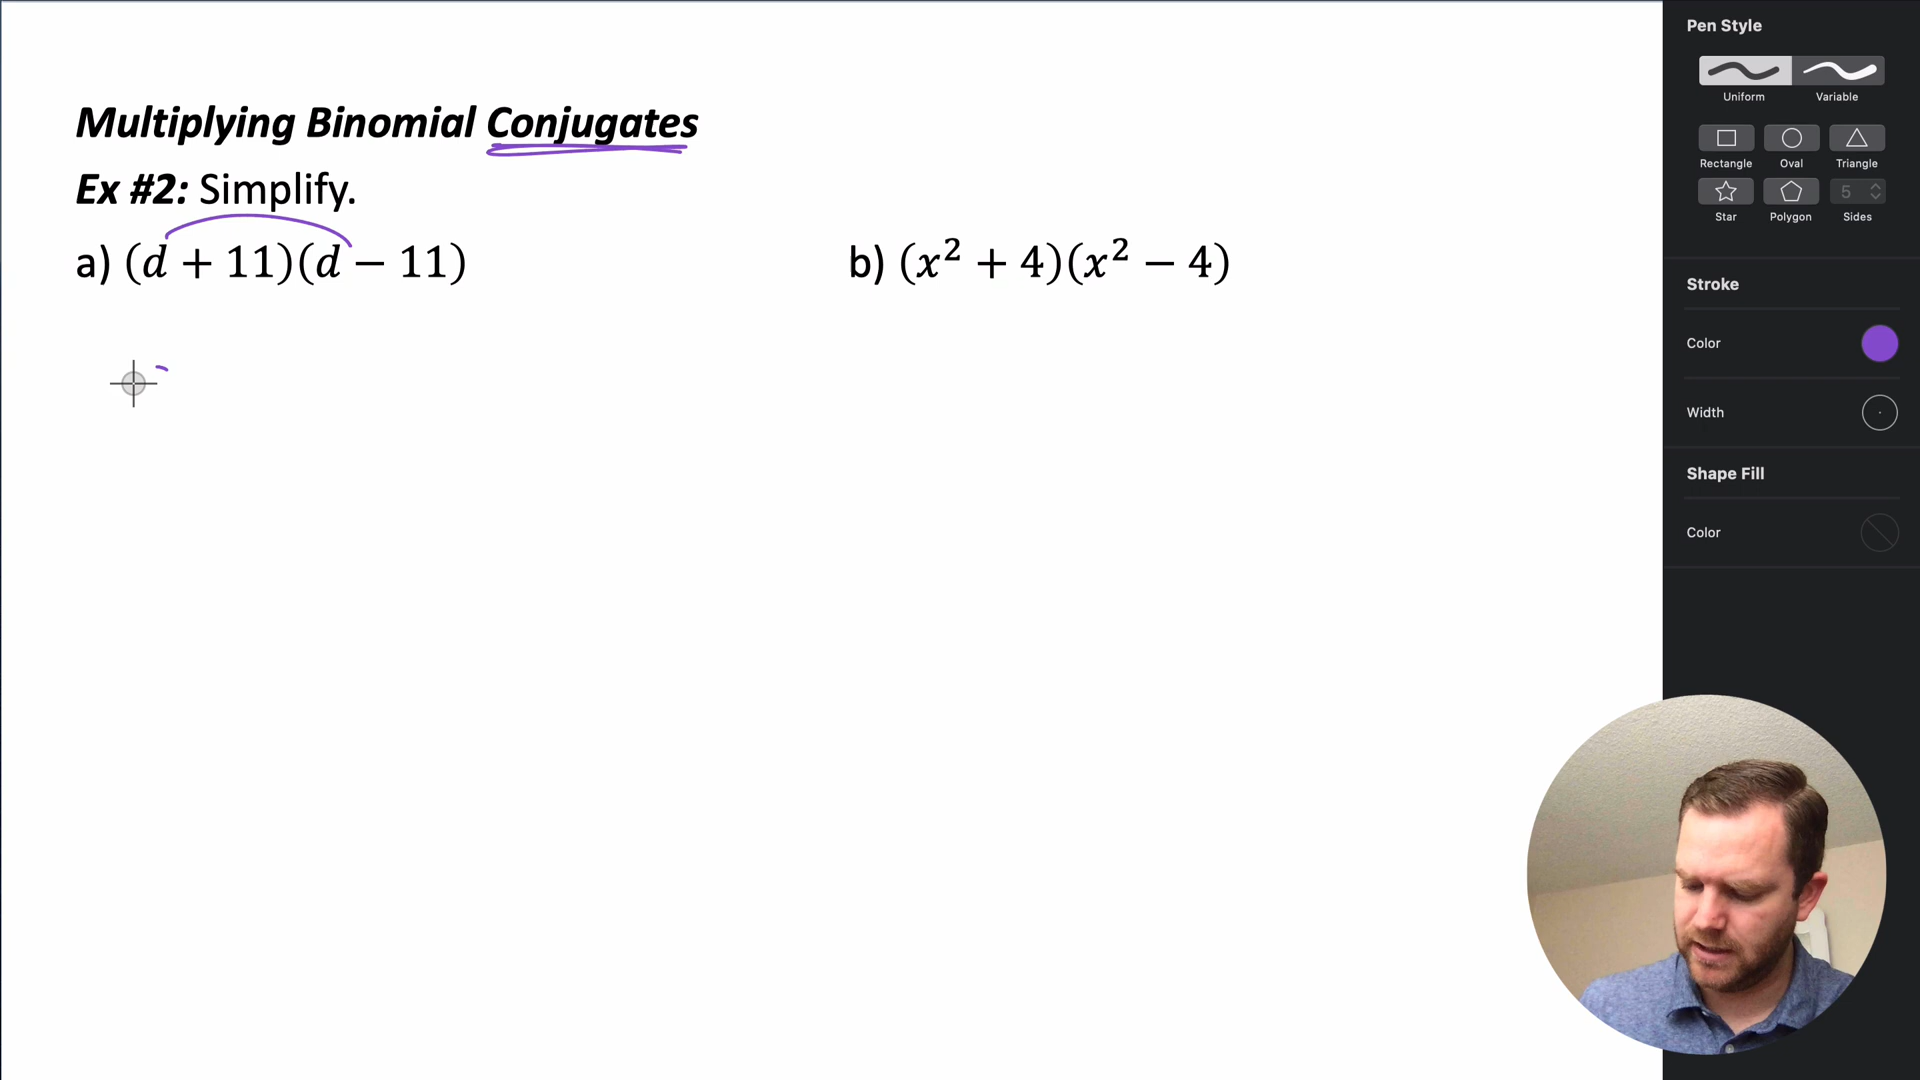 Multiplying Binomial Conjugates
Ex #2: Simplify.
a) (d + 11)(d − 11)
b) (x² + 4)(x² − 4)
Pen Style
Uniform Variable
Rectangle Oval Triangle
5
Star Polygon Sides
Stroke
Color
Width
Shape Fill
Color